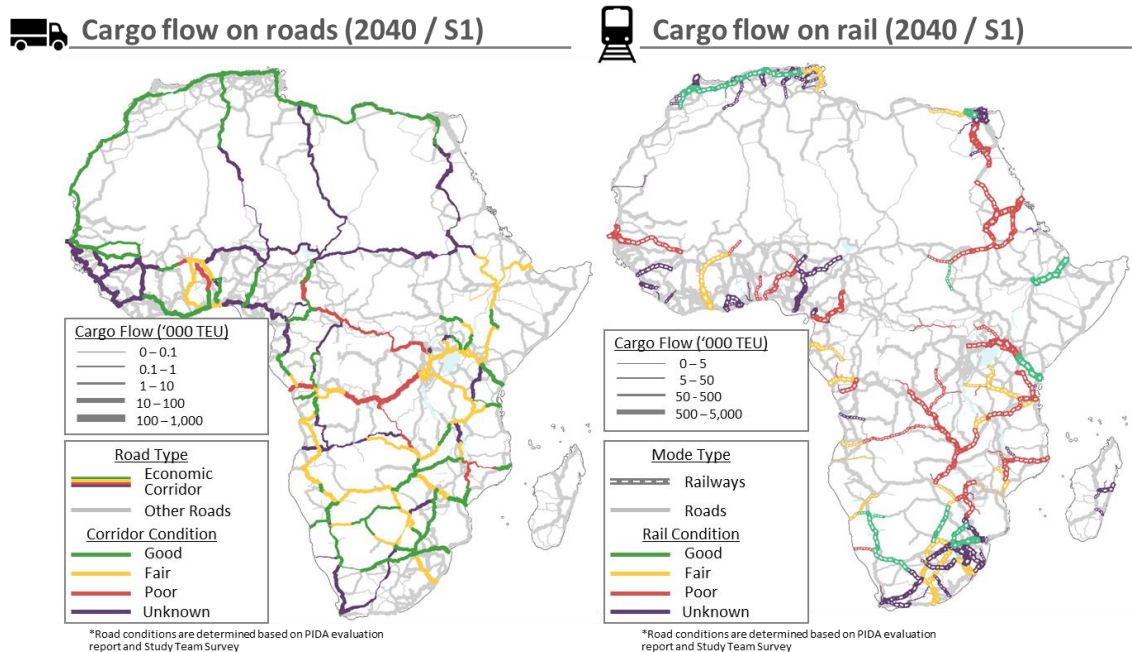 Cargo flow on roads (2040 / S1)
Cargo Flow (‘000 TEU)
0 – 0.1
0.1 – 1
1 – 10
10 – 100
100 – 1,000
Road Type
Economic
Corridor
Other Roads
Corridor Condition
Good
Fair
Poor
Unknown
*Road conditions are determined based on PIDA evaluation
report and Study Team Survey
Cargo flow on rail (2040 / S1)
Cargo Flow (‘000 TEU)
0 – 5
5 – 50
50 - 500
500 – 5,000
Mode Type
Railways
Roads
Rail Condition
Good
Fair
Poor
Unknown
*Road conditions are determined based on PIDA evaluation
report and Study Team Survey